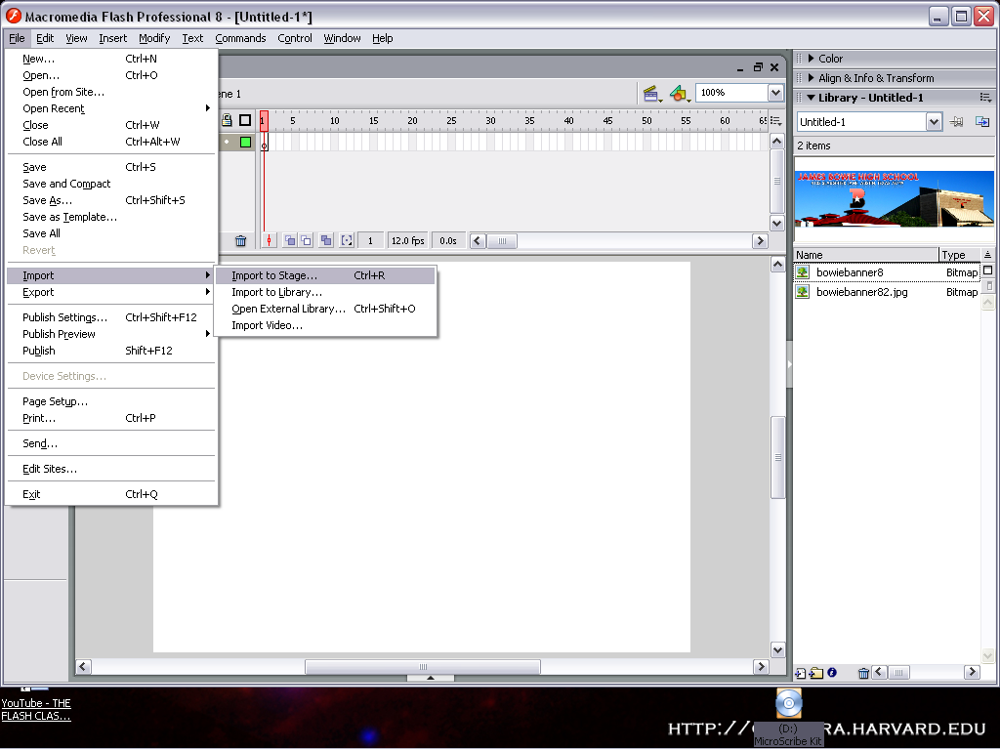 Macromedia Flash Professional 8 - [Untitled-1*]
File Edit View Insert Modify Text Commands Control Window Help
New... Ctrl+N
Open... Ctrl+O
Open from Site...
Open Recent
Close Ctrl+W
Close All Ctrl+Alt+W
Save Ctrl+S
Save and Compact
Save As... Ctrl+Shift+S
Save as Template...
Save All
Revert
Import
Export
Publish Settings... Ctrl+Shift+F12
Publish Preview
Publish Shift+F12
Device Settings...
Page Setup...
Print... Ctrl+P
Send...
Edit Sites...
Exit Ctrl+Q
Import to Stage... Ctrl+R
Import to Library...
Open External Library... Ctrl+Shift+O
Import Video...
ene 1
100%
1 5 10 15 20 25 30 35 40 45 50 55 60 65
1 12.0 fps 0.0s
Color
Align & Info & Transform
Library - Untitled-1
Untitled-1
2 items
JAMES BOWIE HIGH SCHOOL
Name Type
bowiebanner8 Bitmap
bowiebanner82.jpg Bitmap
YouTube - THE
FLASH CLAS...
HTTP://C RA.HARVARD.EDU
(D:)
MicroScribe Kit